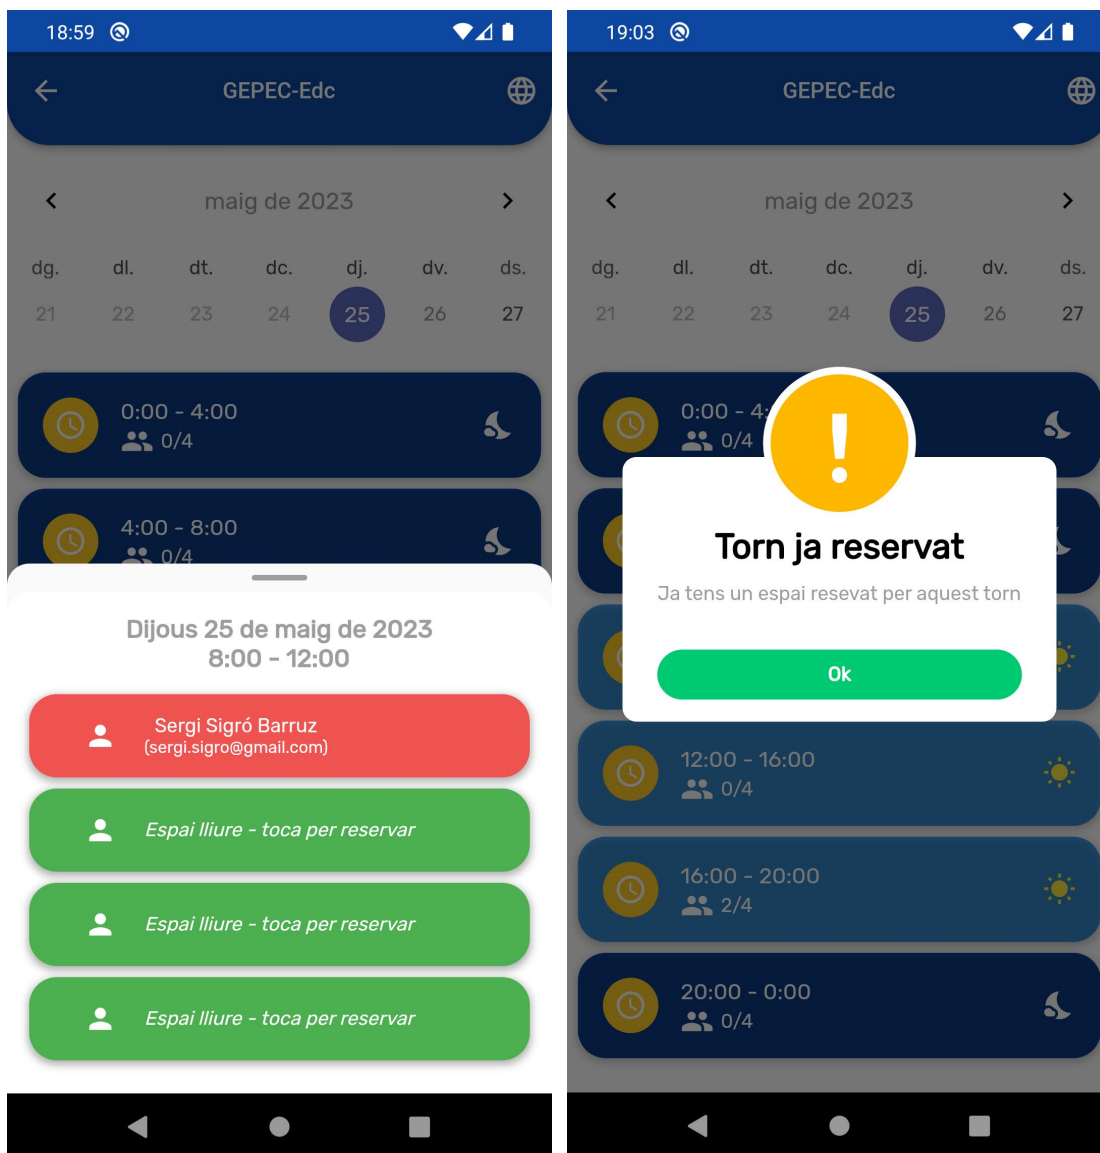 18:59
GEPEC-Edc
maig de 2023
dg. dl. dt. dc. dj. dv. ds.
21 22 23 24 25 26 27
0:00 - 4:00
0/4
4:00 - 8:00
0/4
Dijous 25 de maig de 2023
8:00 - 12:00
Sergi Sigró Barruz
(sergi.sigro@gmail.com)
Espai lliure - toca per reservar
Espai lliure - toca per reservar
Espai lliure - toca per reservar
19:03
GEPEC-Edc
maig de 2023
dg. dl. dt. dc. dj. dv. ds.
21 22 23 24 25 26 27
0:00 - 4:
0/4
!
Torn ja reservat
Ja tens un espai resevat per aquest torn
Ok
12:00 - 16:00
0/4
16:00 - 20:00
2/4
20:00 - 0:00
0/4